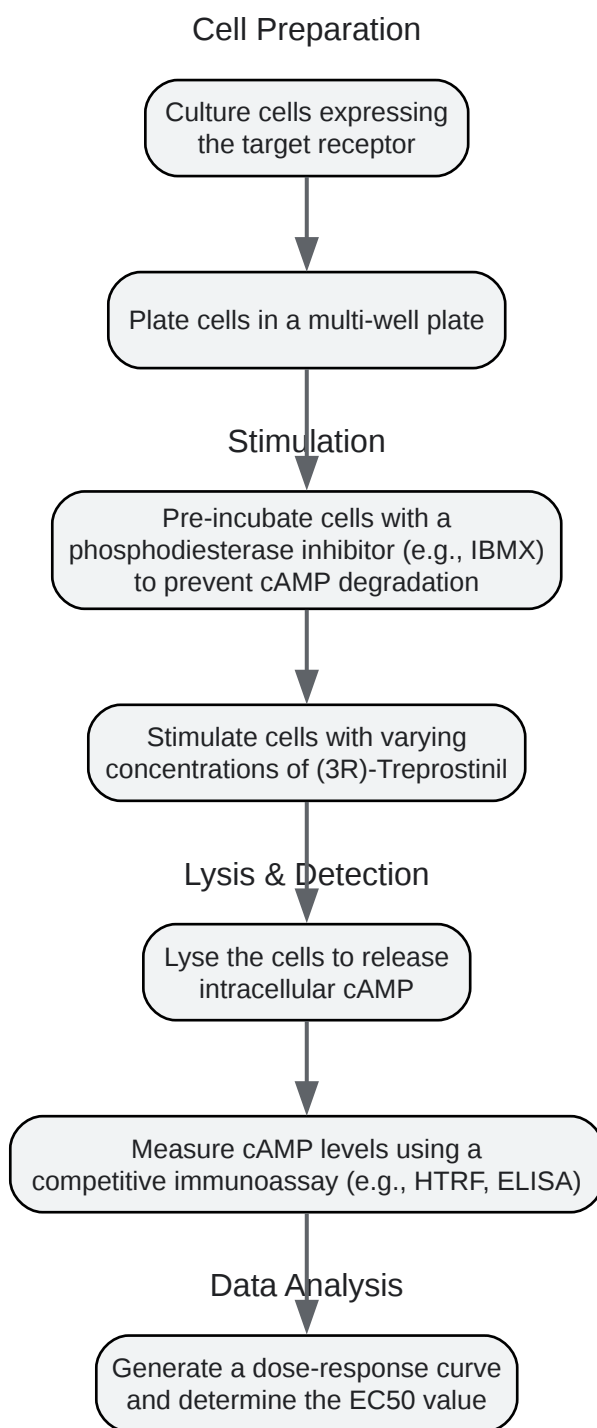 Cell Preparation
Culture cells expressing
the target receptor
Plate cells in a multi-well plate
Stimulation
Pre-incubate cells with a
phosphodiesterase inhibitor (e.g., IBMX)
to prevent cAMP degradation
Stimulate cells with varying
concentrations of (3R)-Treprostinil
Lysis & Detection
Lyse the cells to release
intracellular cAMP
Measure cAMP levels using a
competitive immunoassay (e.g., HTRF, ELISA)
Data Analysis
Generate a dose-response curve
and determine the EC50 value